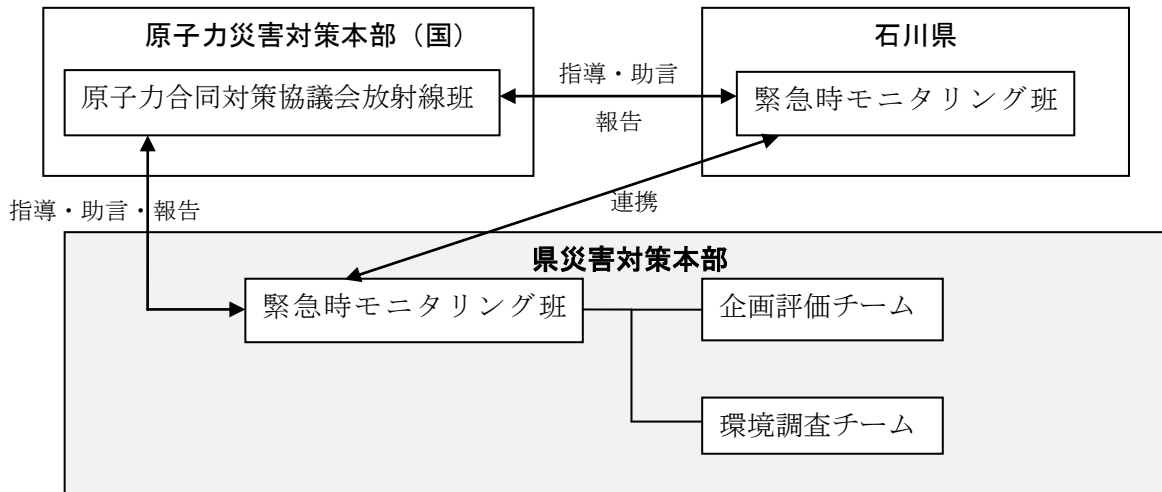 原子力災害対策本部（国）
石川県
原子力合同対策協議会放射線班
指導・助言
報告
緊急時モニタリング班
指導・助言・報告
連携
県災害対策本部
緊急時モニタリング班
企画評価チーム
環境調査チーム